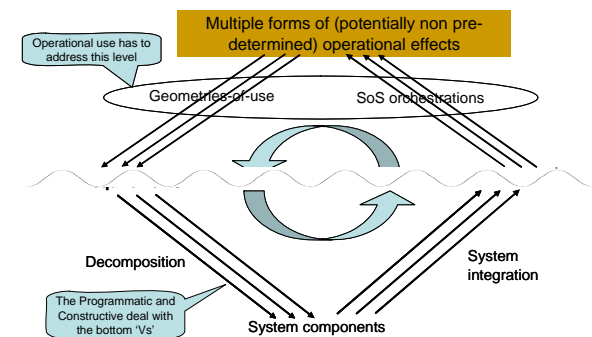 Multiple forms of (potentially non pre-
determined) operational effects
Operational use has to
address this level
Geometries-of-use
SoS orchestrations
Decomposition
System
integration
The Programmatic and
Constructive deal with
the bottom 'Vs'
System components